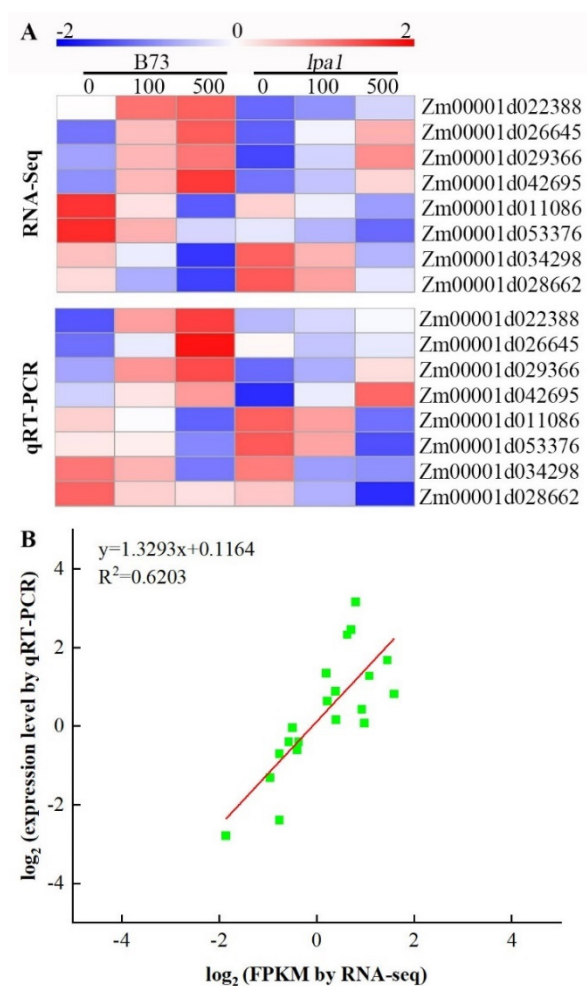 A
-2 0 2
B73 lpa1
0 100 500 0 100 500
RNA-Seq
Zm00001d022388
Zm00001d026645
Zm00001d029366
Zm00001d042695
Zm00001d011086
Zm00001d053376
Zm00001d034298
Zm00001d028662
qRT-PCR
Zm00001d022388
Zm00001d026645
Zm00001d029366
Zm00001d042695
Zm00001d011086
Zm00001d053376
Zm00001d034298
Zm00001d028662
B
y=1.3293x+0.1164
R²=0.6203
log₂ (expression level by qRT-PCR)
4
2
0
-2
-4
-4 -2 0 2 4
log₂ (FPKM by RNA-seq)